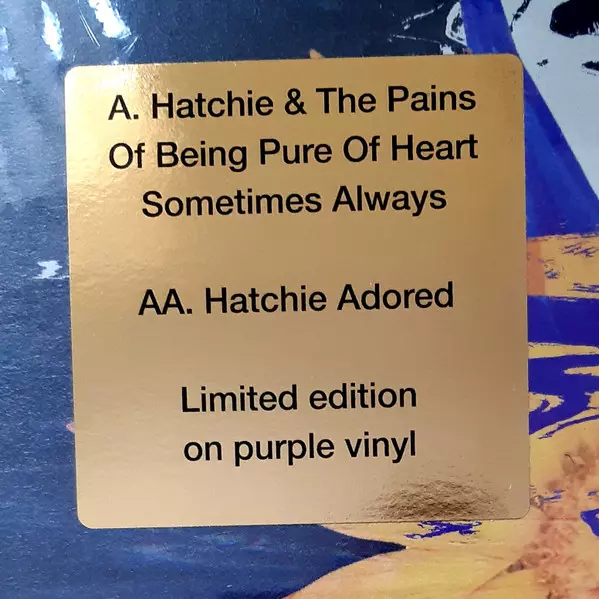 A. Hatchie & The Pains
Of Being Pure Of Heart
Sometimes Always
AA. Hatchie Adored
Limited edition
on purple vinyl